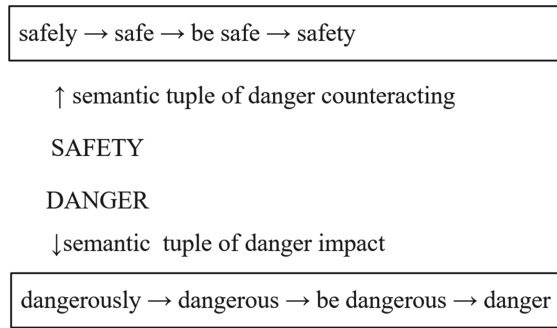 safely → safe → be safe → safety
↑ semantic tuple of danger counteracting
SAFETY
DANGER
↓semantic tuple of danger impact
dangerously → dangerous → be dangerous → danger